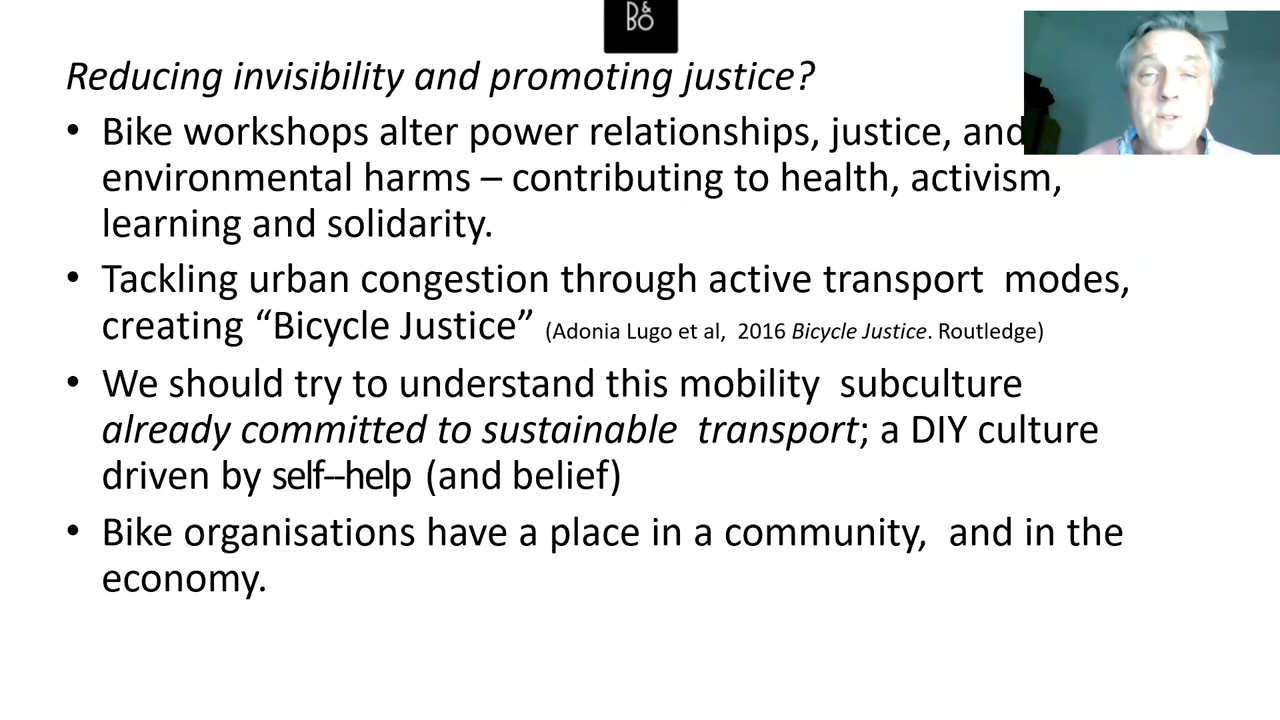 B&O
Reducing invisibility and promoting justice?
• Bike workshops alter power relationships, justice, and
environmental harms – contributing to health, activism,
learning and solidarity.
• Tackling urban congestion through active transport modes,
creating “Bicycle Justice” (Adonia Lugo et al, 2016 Bicycle Justice. Routledge)
• We should try to understand this mobility subculture
already committed to sustainable transport; a DIY culture
driven by self--help (and belief)
• Bike organisations have a place in a community, and in the
economy.